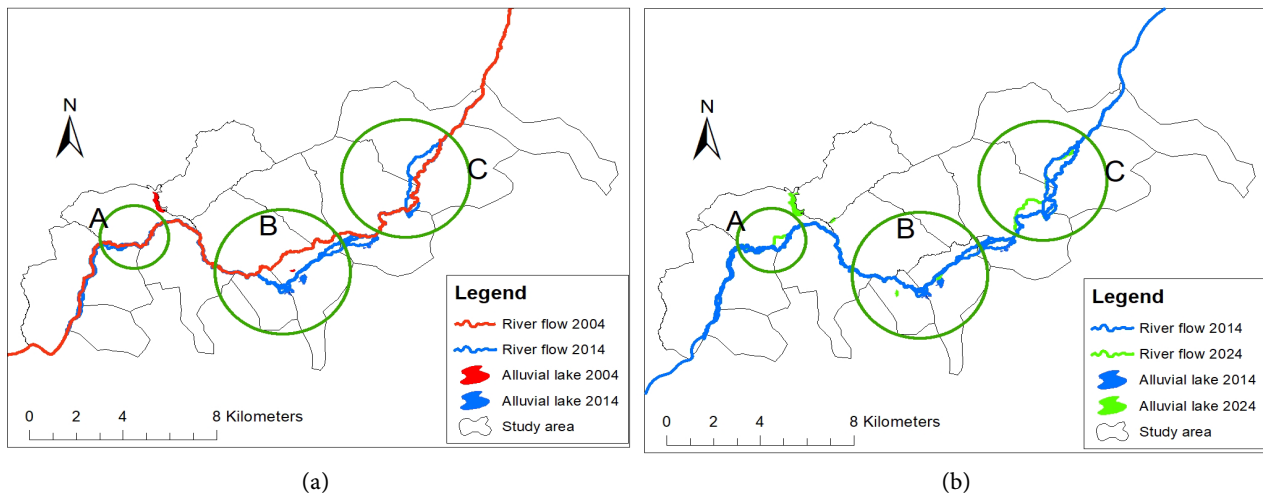 N
A
B
C
Legend
River flow 2004
River flow 2014
Alluvial lake 2004
Alluvial lake 2014
Study area
0 2 4 8 Kilometers
(a)
N
A
B
C
Legend
River flow 2014
River flow 2024
Alluvial lake 2014
Alluvial lake 2024
Study area
0 2 4 8 Kilometers
(b)